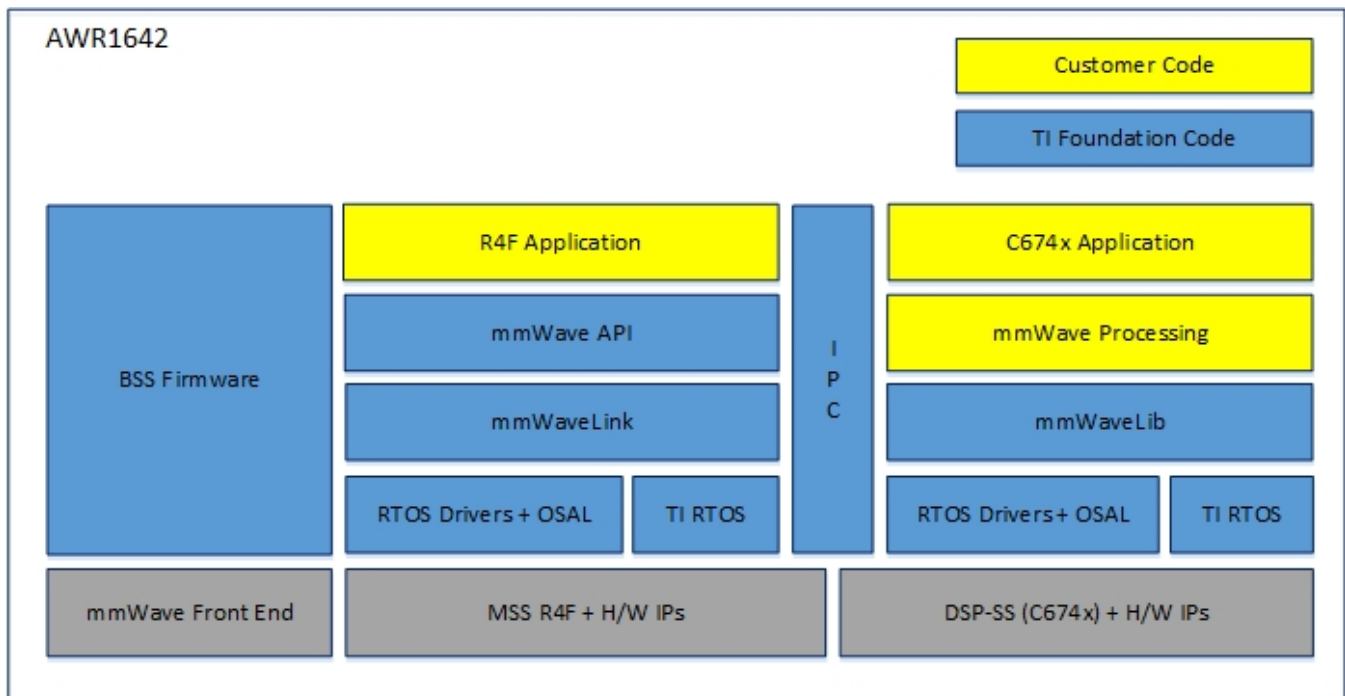 AWR1642
Customer Code
TI Foundation Code
BSS Firmware
R4F Application
mmWave API
mmWaveLink
RTOS Drivers + OSAL
TI RTOS
I
P
C
C674x Application
mmWave Processing
mmWaveLib
RTOS Drivers + OSAL
TI RTOS
mmWave Front End
MSS R4F + H/W IPs
DSP-SS (C674x) + H/W IPs